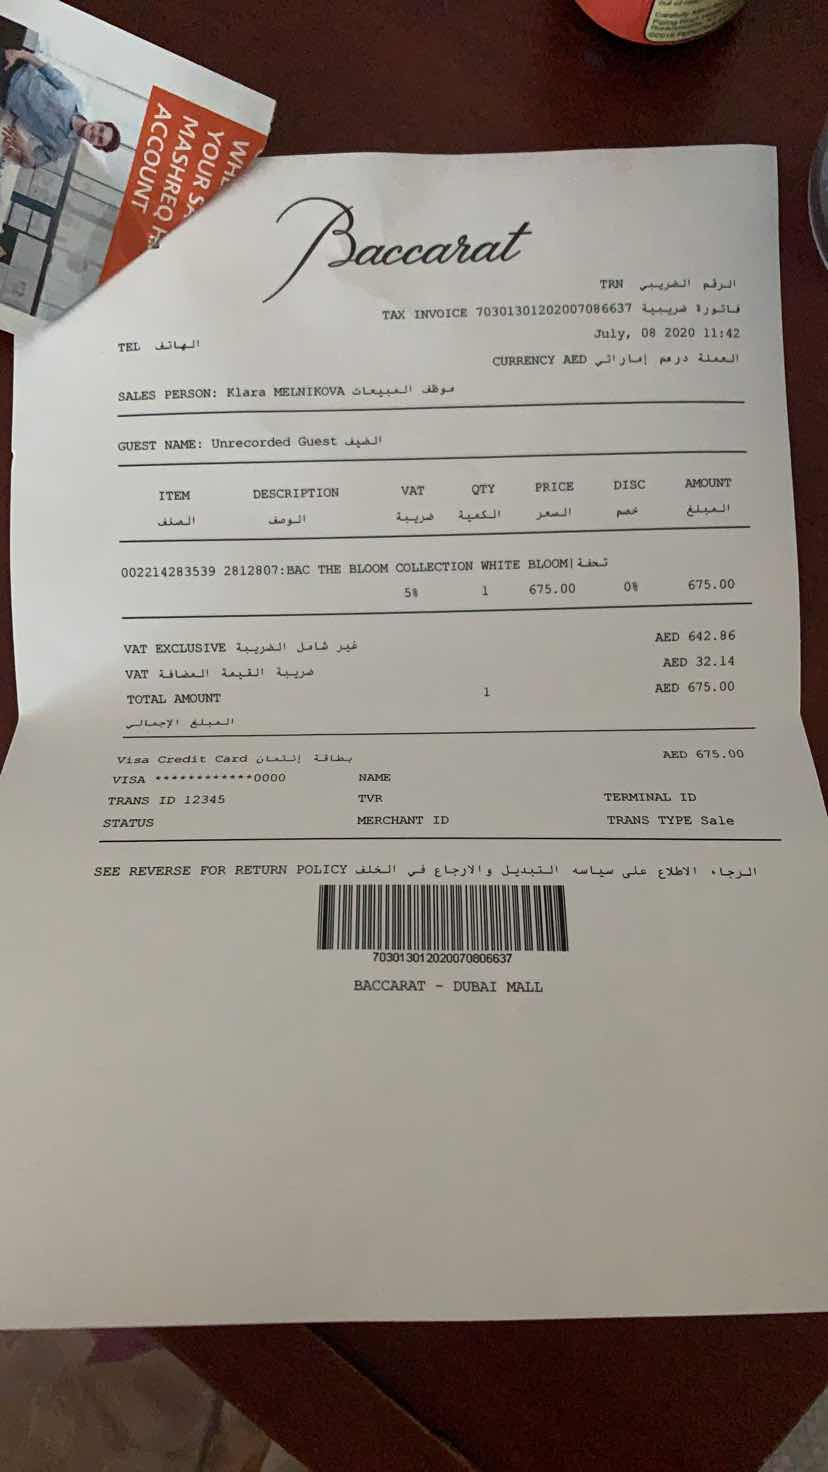 WH
YOUR SA
MASHREQ H
ACCOUNT
Baccarat
TRN الرقم الضريبي
TAX INVOICE 70301301202007086637 فاتورة ضريبية
July, 08 2020 11:42
TEL الهاتف
CURRENCY AED العملة درهم إماراتي
SALES PERSON: Klara MELNIKOVA موظف المبيعات
GUEST NAME: Unrecorded Guest الضيف
ITEM DESCRIPTION VAT QTY PRICE DISC AMOUNT
الصنف الوصف ضريبة الكمية السعر خصم المبلغ
002214283539 2812807:BAC THE BLOOM COLLECTION WHITE BLOOM|تحفة
5% 1 675.00 0% 675.00
VAT EXCLUSIVE غير شامل الضريبة AED 642.86
VAT ضريبة القيمة المضافة AED 32.14
TOTAL AMOUNT 1 AED 675.00
المبلغ الإجمالي
Visa Credit Card بطاقة إئتمان AED 675.00
VISA ************0000 NAME
TRANS ID 12345 TVR TERMINAL ID
STATUS MERCHANT ID TRANS TYPE Sale
SEE REVERSE FOR RETURN POLICY الرجاء الاطلاع على سياسه التبديل والارجاع في الخلف
703013012020070806637
BACCARAT - DUBAI MALL